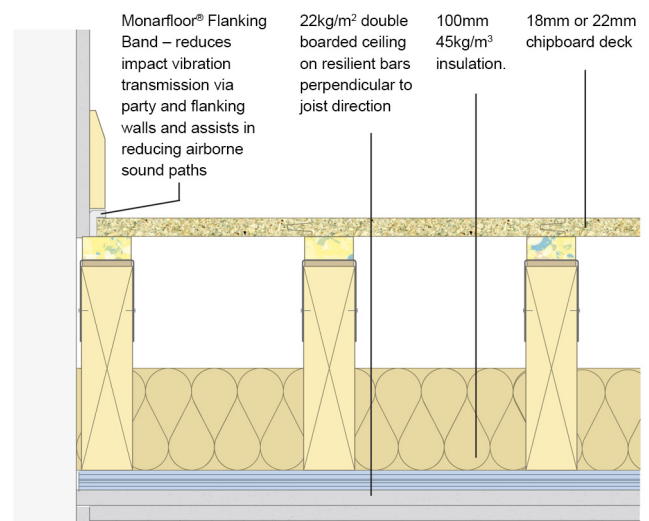 Monarfloor® Flanking
Band – reduces
impact vibration
transmission via
party and flanking
walls and assists in
reducing airborne
sound paths
22kg/m² double
boarded ceiling
on resilient bars
perpendicular to
joist direction
100mm
45kg/m³
insulation.
18mm or 22mm
chipboard deck